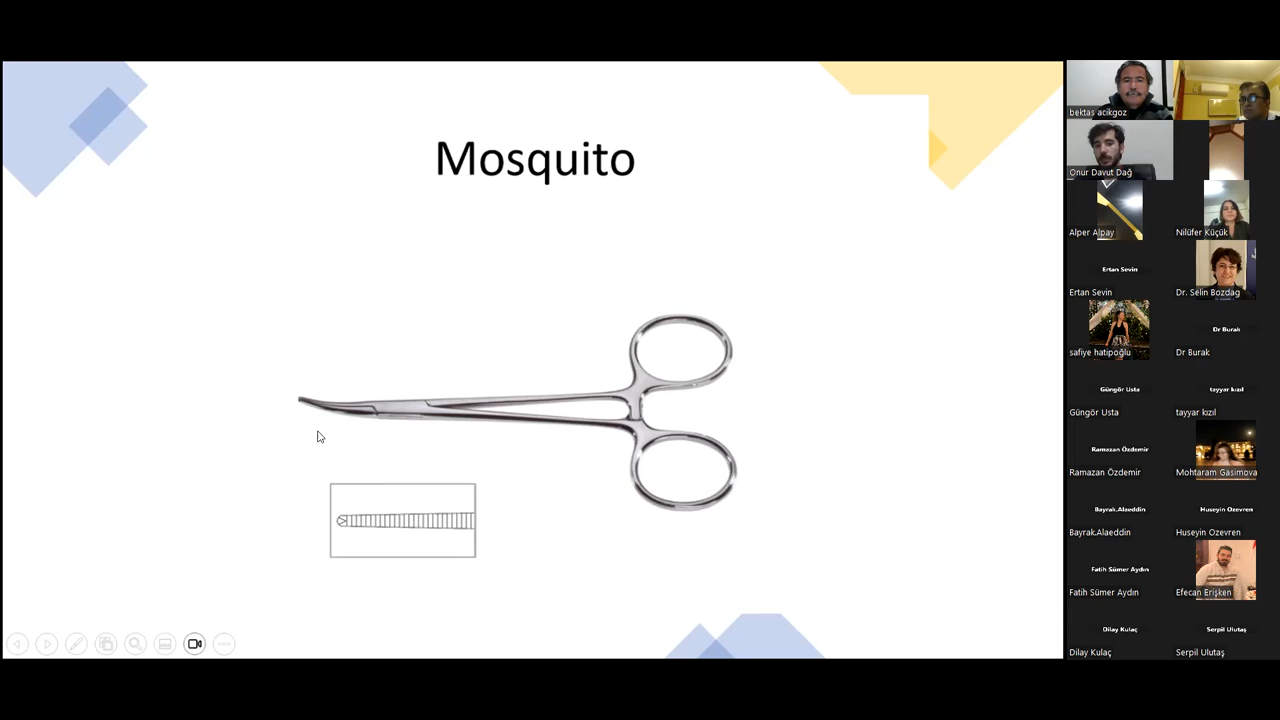 Mosquito
bektas acikgoz
Onur Davut Dağ
Alper Alpay
Nilüfer Küçük
Ertan Sevin
Ertan Sevin
Dr. Selin Bozdag
Dr Burak
safiye hatipoğlu
Dr Burak
Güngör Usta
tayyar kızıl
Güngör Usta
tayyar kızıl
Ramazan Özdemir
Ramazan Özdemir
Mohtaram Gasimova
Bayrak.Alaeddin
Huseyin Ozevren
Bayrak.Alaeddin
Huseyin Ozevren
Fatih Sümer Aydın
Fatih Sümer Aydın
Efecan Erişken
Dilay Kulaç
Serpil Ulutaş
Dilay Kulaç
Serpil Ulutaş